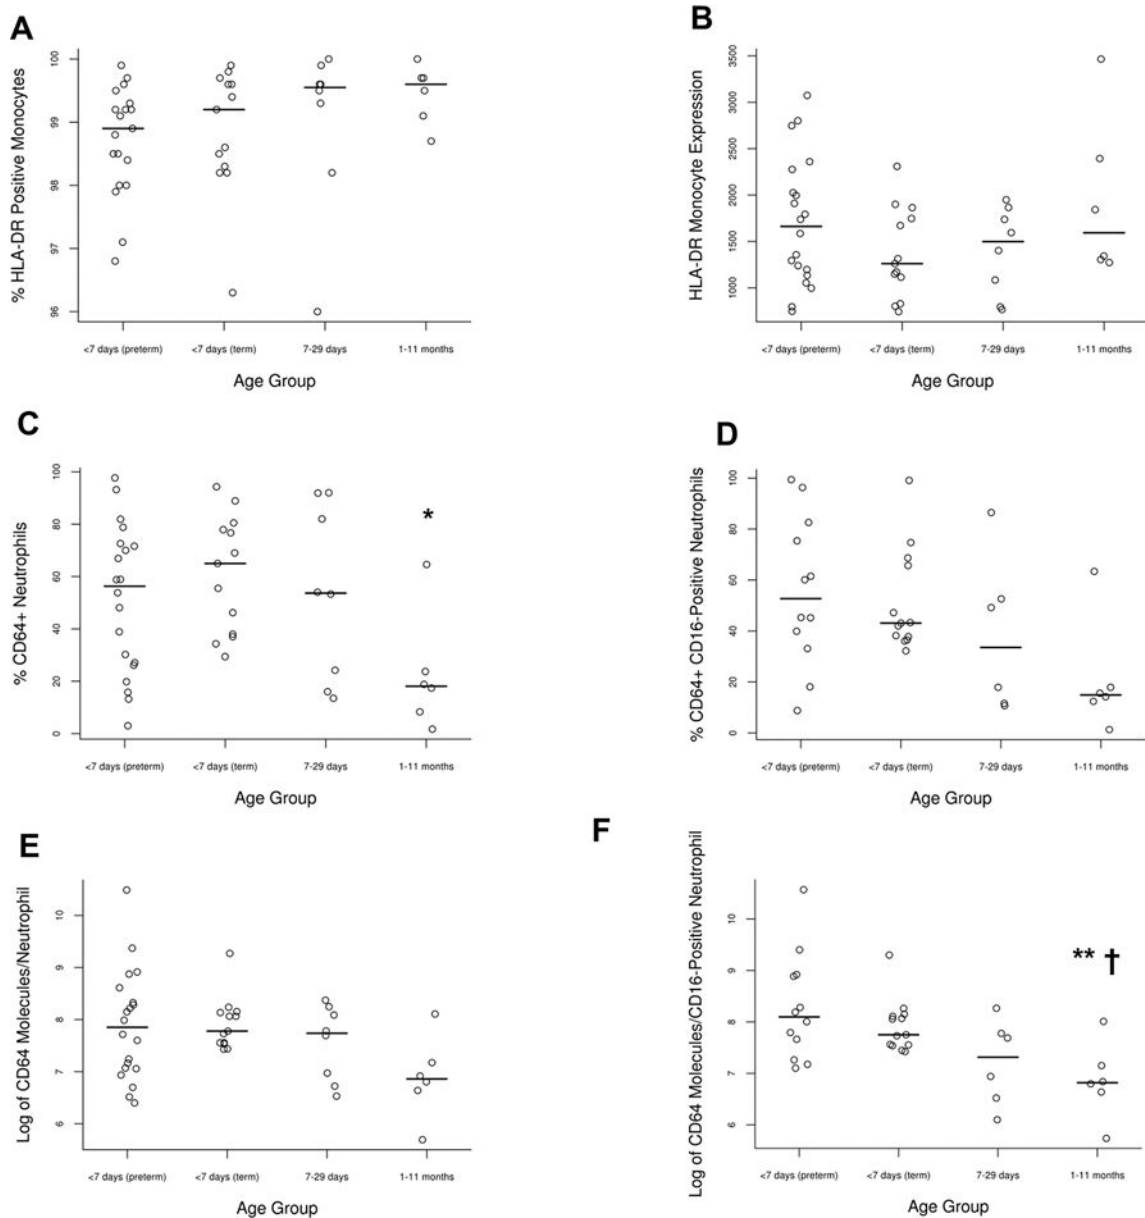 A
% HLA-DR Positive Monocytes
100
99
98
97
96
<7 days (preterm) <7 days (term) 7-29 days 1-11 months
Age Group
B
HLA-DR Monocyte Expression
3500
3000
2500
2000
1500
1000
<7 days (preterm) <7 days (term) 7-29 days 1-11 months
Age Group
C
% CD64+ Neutrophils
100
80
60
40
20
0
*
<7 days (preterm) <7 days (term) 7-29 days 1-11 months
Age Group
D
% CD64+ CD16-Positive Neutrophils
100
80
60
40
20
0
<7 days (preterm) <7 days (term) 7-29 days 1-11 months
Age Group
E
Log of CD64 Molecules/Neutrophil
10
9
8
7
6
<7 days (preterm) <7 days (term) 7-29 days 1-11 months
Age Group
F
Log of CD64 Molecules/CD16-Positive Neutrophil
10
9
8
7
6
** †
<7 days (preterm) <7 days (term) 7-29 days 1-11 months
Age Group